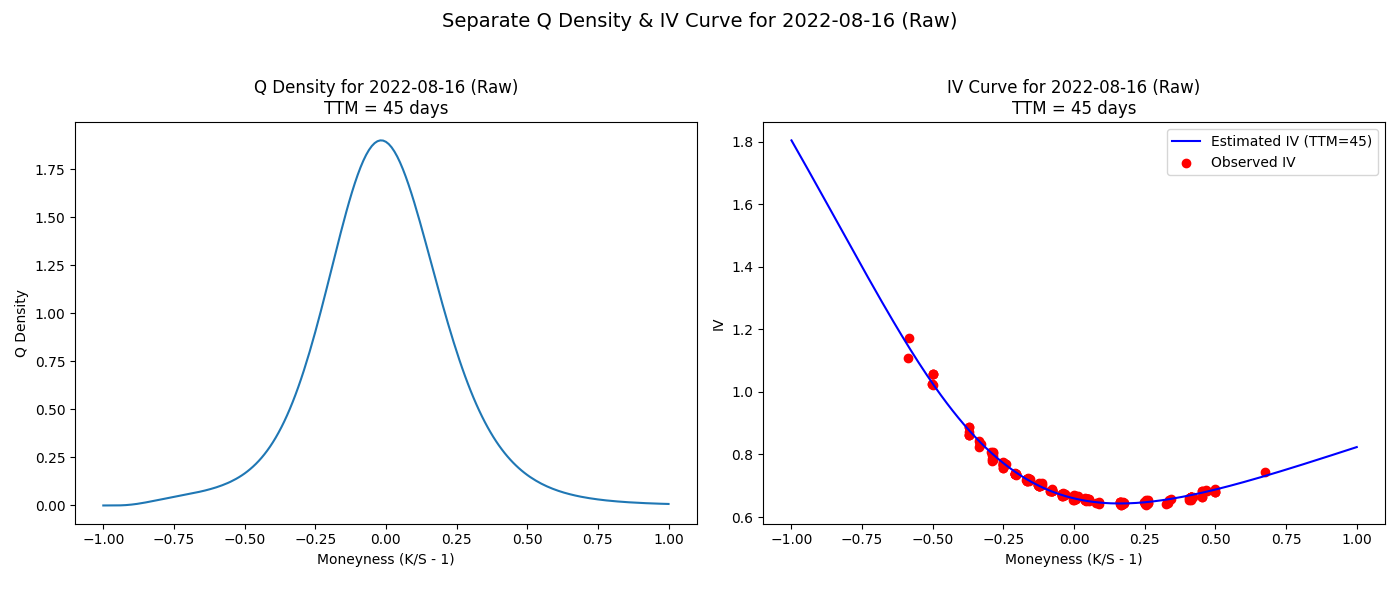 Separate Q Density & IV Curve for 2022-08-16 (Raw)
Q Density for 2022-08-16 (Raw)
TTM = 45 days
Q Density
1.75
1.50
1.25
1.00
0.75
0.50
0.25
0.00
−1.00 −0.75 −0.50 −0.25 0.00 0.25 0.50 0.75 1.00
Moneyness (K/S - 1)
IV Curve for 2022-08-16 (Raw)
TTM = 45 days
Estimated IV (TTM=45)
Observed IV
IV
1.8
1.6
1.4
1.2
1.0
0.8
0.6
−1.00 −0.75 −0.50 −0.25 0.00 0.25 0.50 0.75 1.00
Moneyness (K/S - 1)